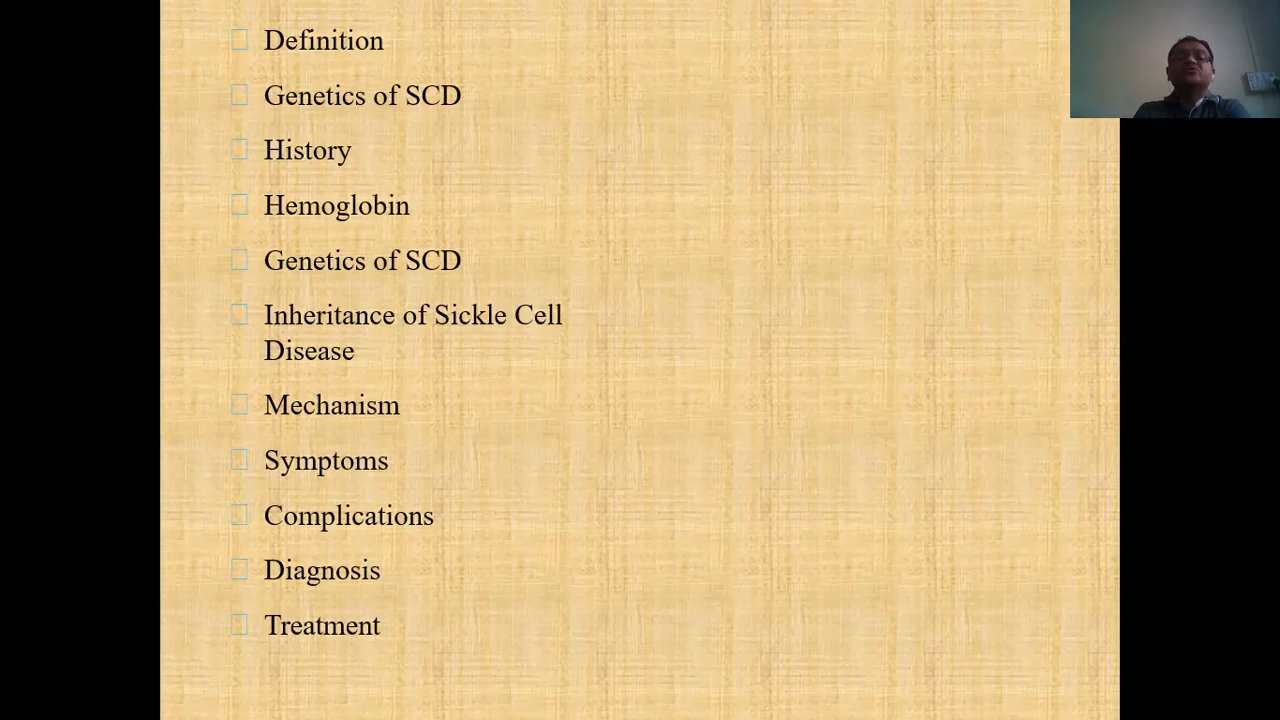 Definition
Genetics of SCD
History
Hemoglobin
Genetics of SCD
Inheritance of Sickle Cell
Disease
Mechanism
Symptoms
Complications
Diagnosis
Treatment